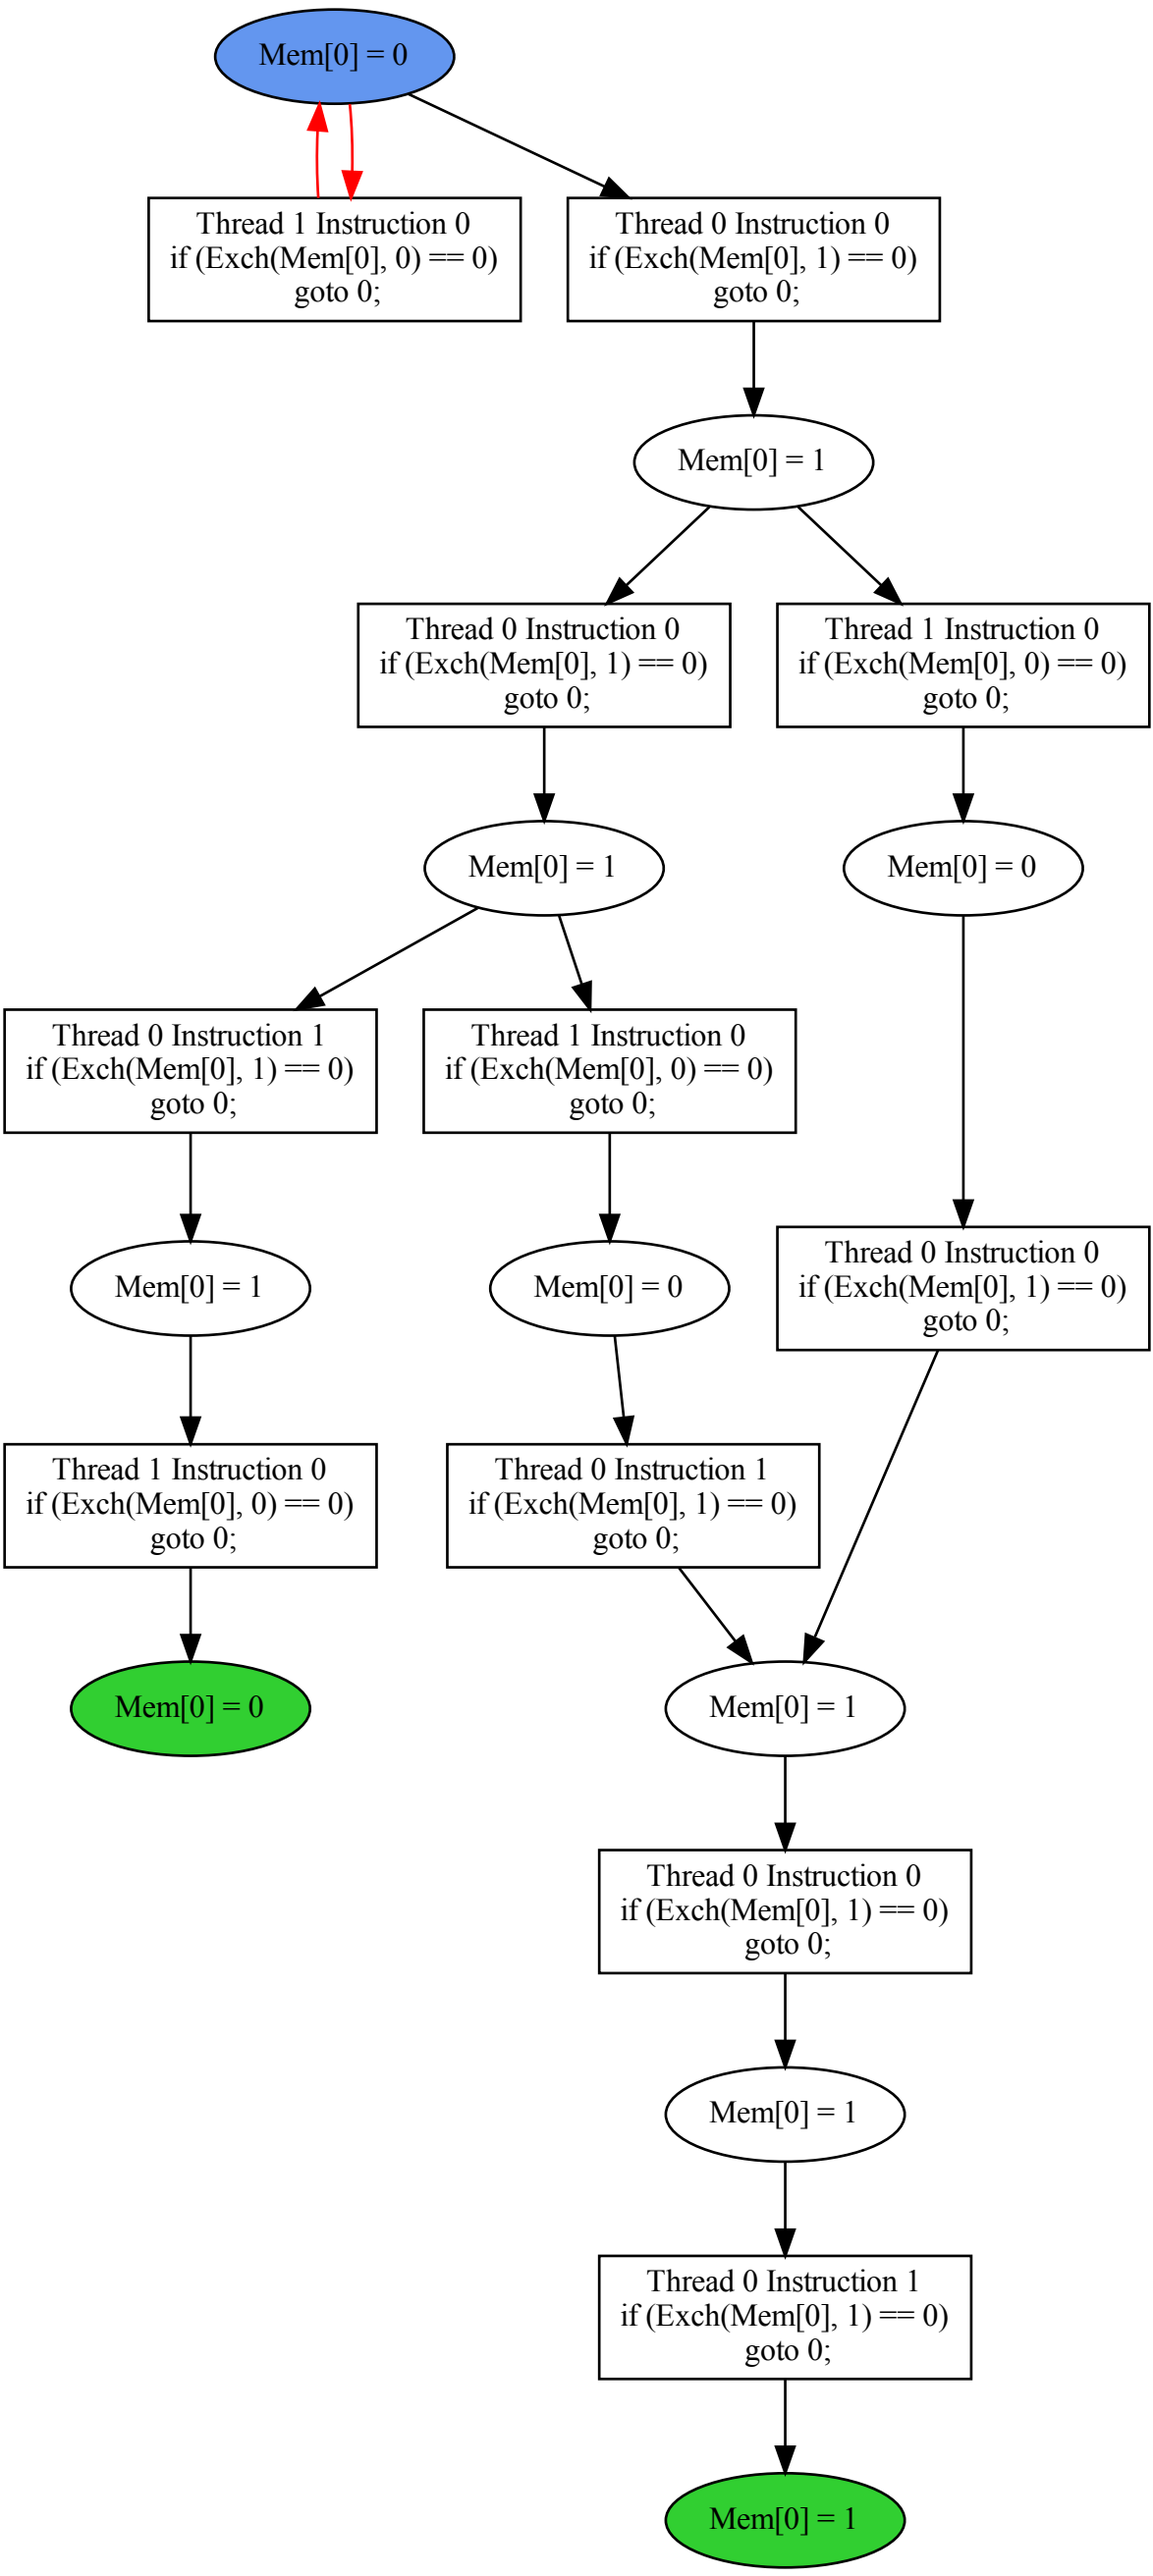 Mem[0] = 0
Thread 1 Instruction 0
if (Exch(Mem[0], 0) == 0)
goto 0;
Thread 0 Instruction 0
if (Exch(Mem[0], 1) == 0)
goto 0;
Mem[0] = 1
Thread 0 Instruction 0
if (Exch(Mem[0], 1) == 0)
goto 0;
Thread 1 Instruction 0
if (Exch(Mem[0], 0) == 0)
goto 0;
Mem[0] = 1
Mem[0] = 0
Thread 0 Instruction 1
if (Exch(Mem[0], 1) == 0)
goto 0;
Thread 1 Instruction 0
if (Exch(Mem[0], 0) == 0)
goto 0;
Mem[0] = 1
Mem[0] = 0
Thread 0 Instruction 0
if (Exch(Mem[0], 1) == 0)
goto 0;
Thread 1 Instruction 0
if (Exch(Mem[0], 0) == 0)
goto 0;
Thread 0 Instruction 1
if (Exch(Mem[0], 1) == 0)
goto 0;
Mem[0] = 0
Mem[0] = 1
Thread 0 Instruction 0
if (Exch(Mem[0], 1) == 0)
goto 0;
Mem[0] = 1
Thread 0 Instruction 1
if (Exch(Mem[0], 1) == 0)
goto 0;
Mem[0] = 1